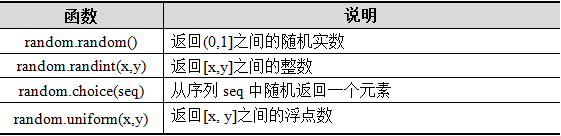 函数 说明
random.random() 返回(0,1]之间的随机实数
random.randint(x,y) 返回[x,y]之间的整数
random.choice(seq) 从序列 seq 中随机返回一个元素
random.uniform(x,y) 返回[x, y]之间的浮点数